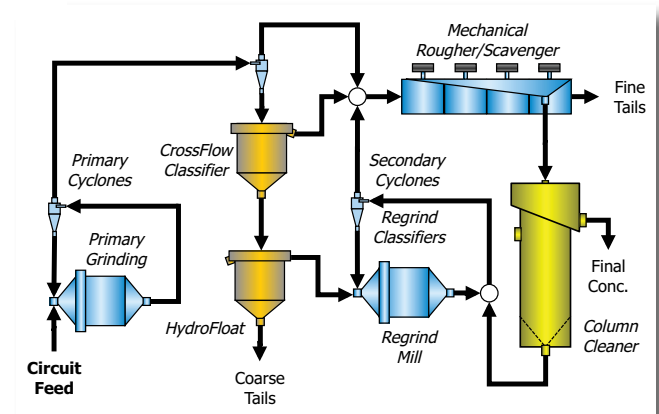 Mechanical
Rougher/Scavenger
Fine
Tails
CrossFlow
Classifier
Primary
Cyclones
Secondary
Cyclones
Regrind
Classifiers
Primary
Grinding
Final
Conc.
HydroFloat
Regrind
Mill
Column
Cleaner
Circuit
Feed
Coarse
Tails